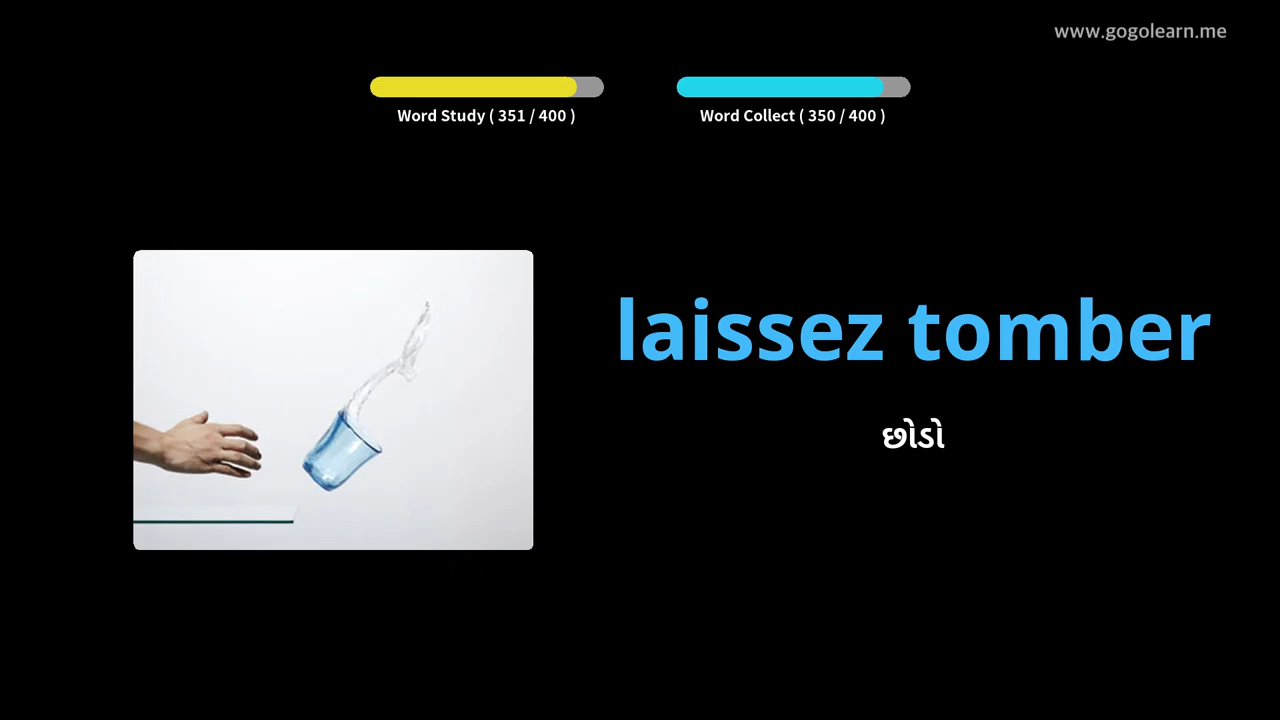 www.gogolearn.me
Word Study ( 351 / 400 )
Word Collect ( 350 / 400 )
laissez tomber
છોડો